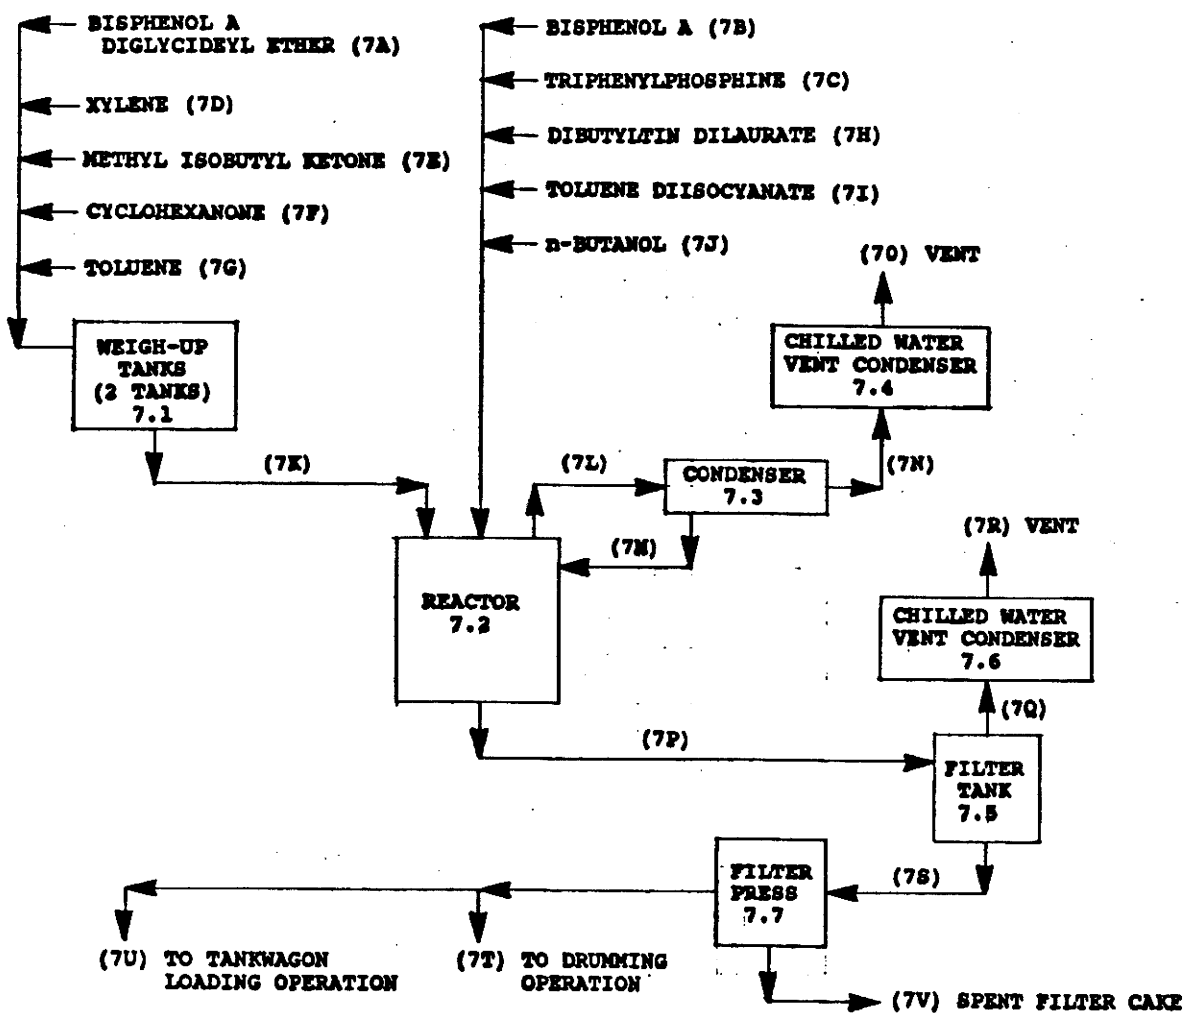 BISPHENOL A
DIGLYCIDEYL ETHER (7A)
XYLENE (7D)
METHYL ISOBUTYL KETONE (7E)
CYCLOHEXANONE (7F)
TOLUENE (7G)
BISPHENOL A (7B)
TRIPHENYLPHOSPHINE (7C)
DIBUTYLTIN DILAURATE (7H)
TOLUENE DIISOCYANATE (7I)
n-BUTANOL (7J)
(7O) VENT
CHILLED WATER
VENT CONDENSER
7.4
WEIGH-UP
TANKS
(2 TANKS)
7.1
(7K)
(7L)
CONDENSER
7.3
(7N)
(7M)
(7R) VENT
REACTOR
7.2
CHILLED WATER
VENT CONDENSER
7.6
(7Q)
(7P)
FILTER
TANK
7.5
(7S)
FILTER
PRESS
7.7
(7U) TO TANKWAGON
LOADING OPERATION
(7T) TO DRUMMING
OPERATION
(7V) SPENT FILTER CAKE